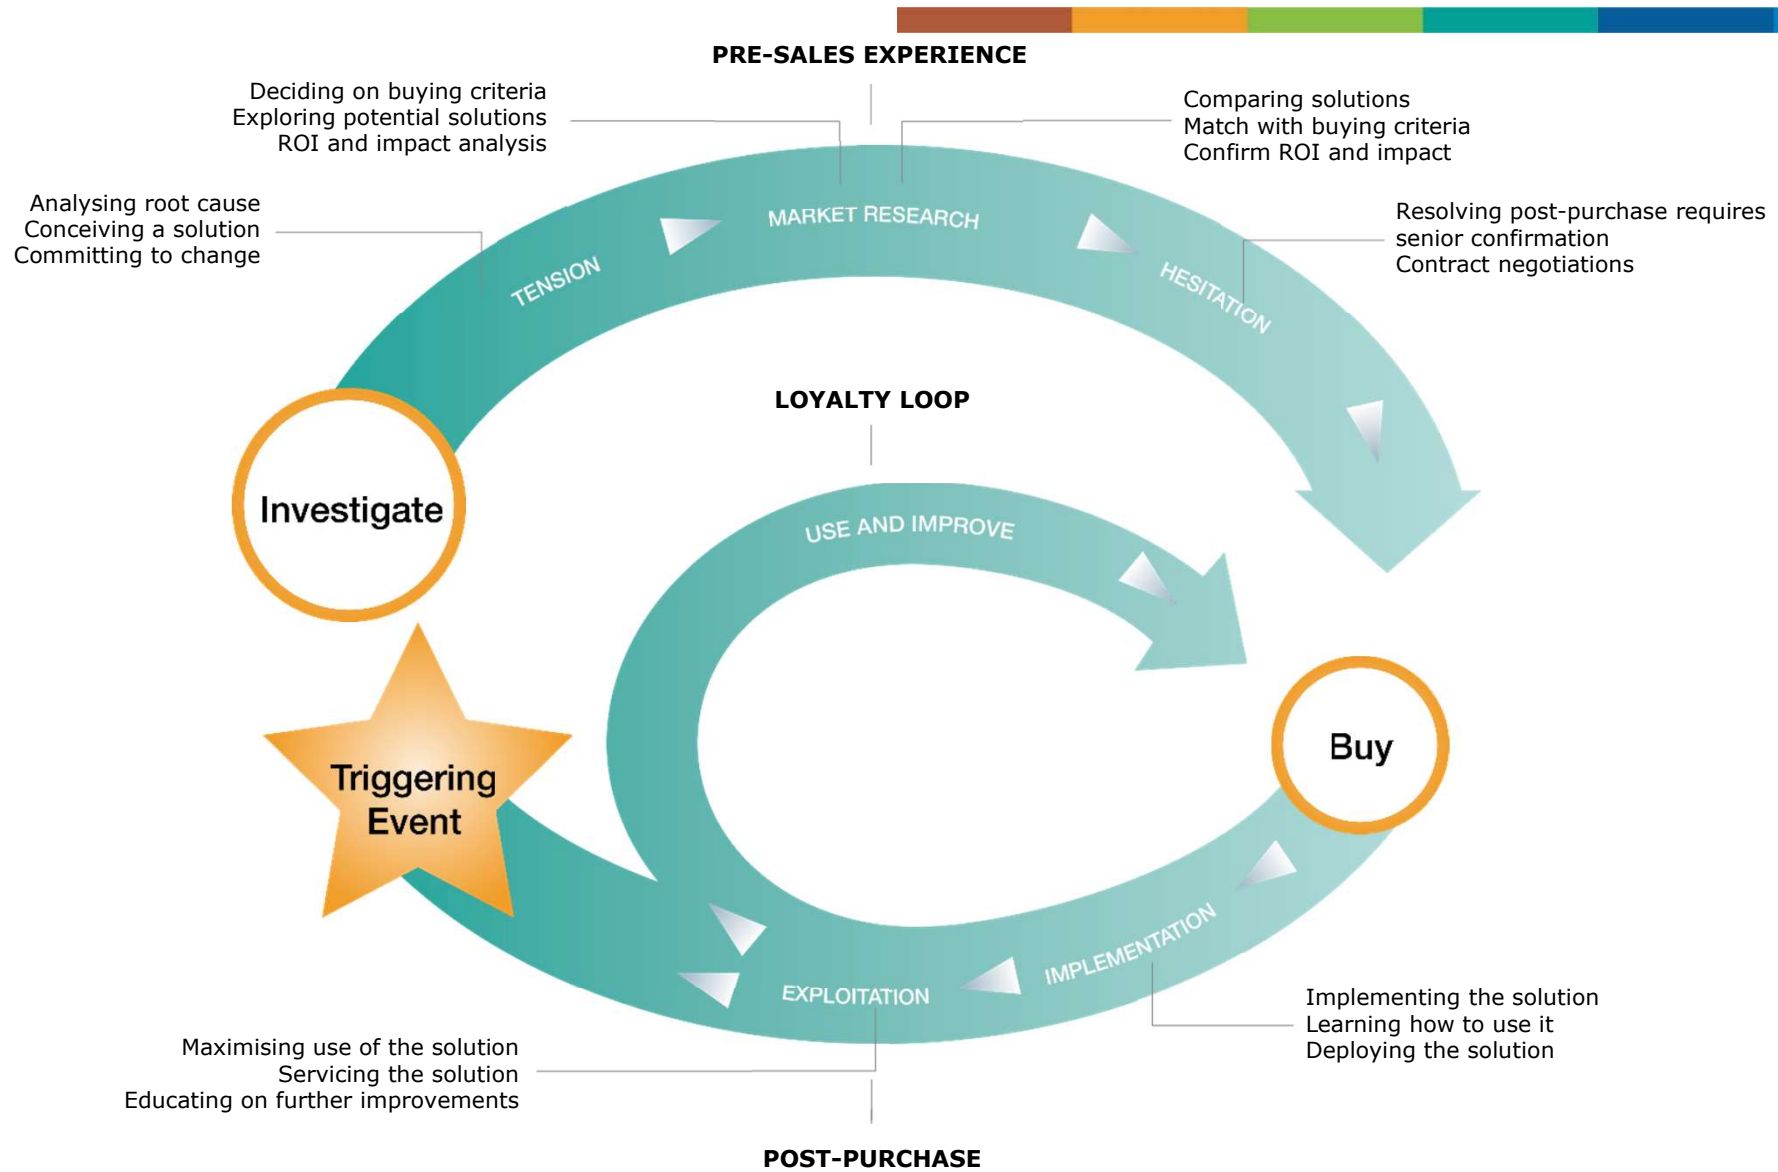 PRE-SALES EXPERIENCE
Deciding on buying criteria
Exploring potential solutions
ROI and impact analysis
Comparing solutions
Match with buying criteria
Confirm ROI and impact
Analysing root cause
Conceiving a solution
Committing to change
Resolving post-purchase requires
senior confirmation
Contract negotiations
TENSION
MARKET RESEARCH
HESITATION
LOYALTY LOOP
Investigate
USE AND IMPROVE
Triggering
Event
Buy
IMPLEMENTATION
EXPLOITATION
Implementing the solution
Learning how to use it
Deploying the solution
Maximising use of the solution
Servicing the solution
Educating on further improvements
POST-PURCHASE